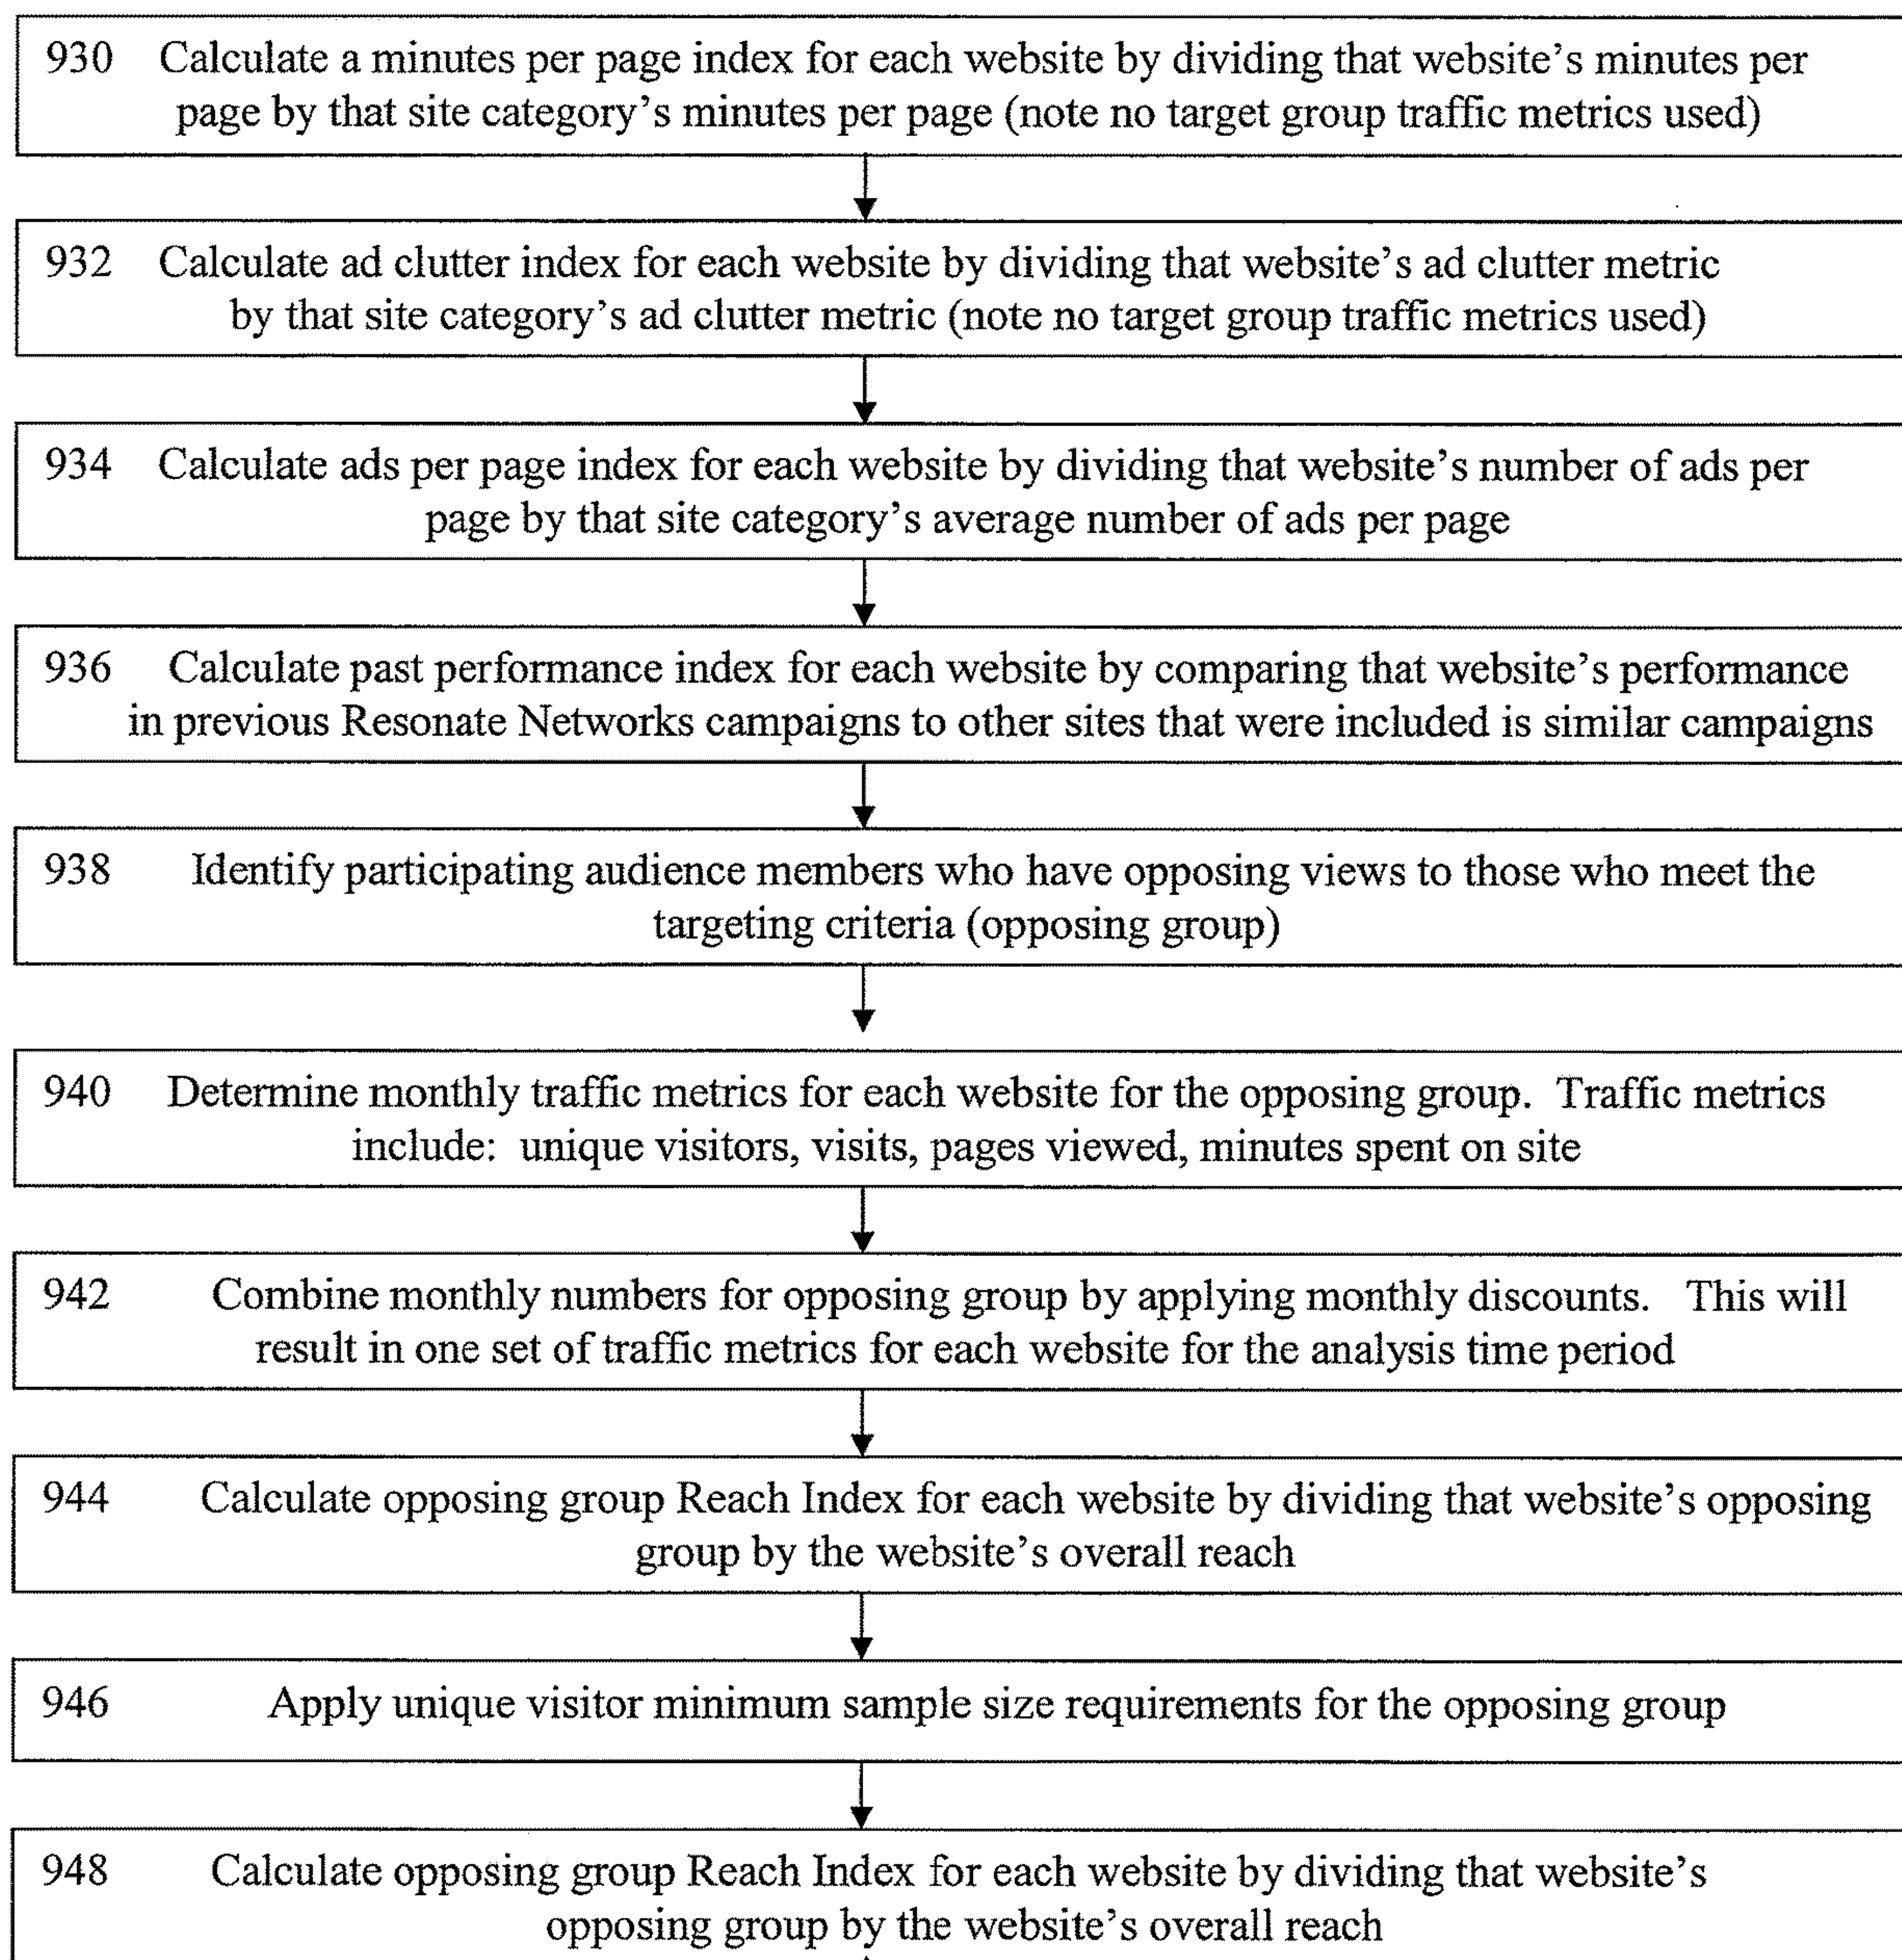 930 Calculate a minutes per page index for each website by dividing that website's minutes per
page by that site category's minutes per page (note no target group traffic metrics used)
932 Calculate ad clutter index for each website by dividing that website's ad clutter metric
by that site category's ad clutter metric (note no target group traffic metrics used)
934 Calculate ads per page index for each website by dividing that website's number of ads per
page by that site category's average number of ads per page
936 Calculate past performance index for each website by comparing that website's performance
in previous Resonate Networks campaigns to other sites that were included is similar campaigns
938 Identify participating audience members who have opposing views to those who meet the
targeting criteria (opposing group)
940 Determine monthly traffic metrics for each website for the opposing group. Traffic metrics
include: unique visitors, visits, pages viewed, minutes spent on site
942 Combine monthly numbers for opposing group by applying monthly discounts. This will
result in one set of traffic metrics for each website for the analysis time period
944 Calculate opposing group Reach Index for each website by dividing that website's opposing
group by the website's overall reach
946 Apply unique visitor minimum sample size requirements for the opposing group
948 Calculate opposing group Reach Index for each website by dividing that website's
opposing group by the website's overall reach